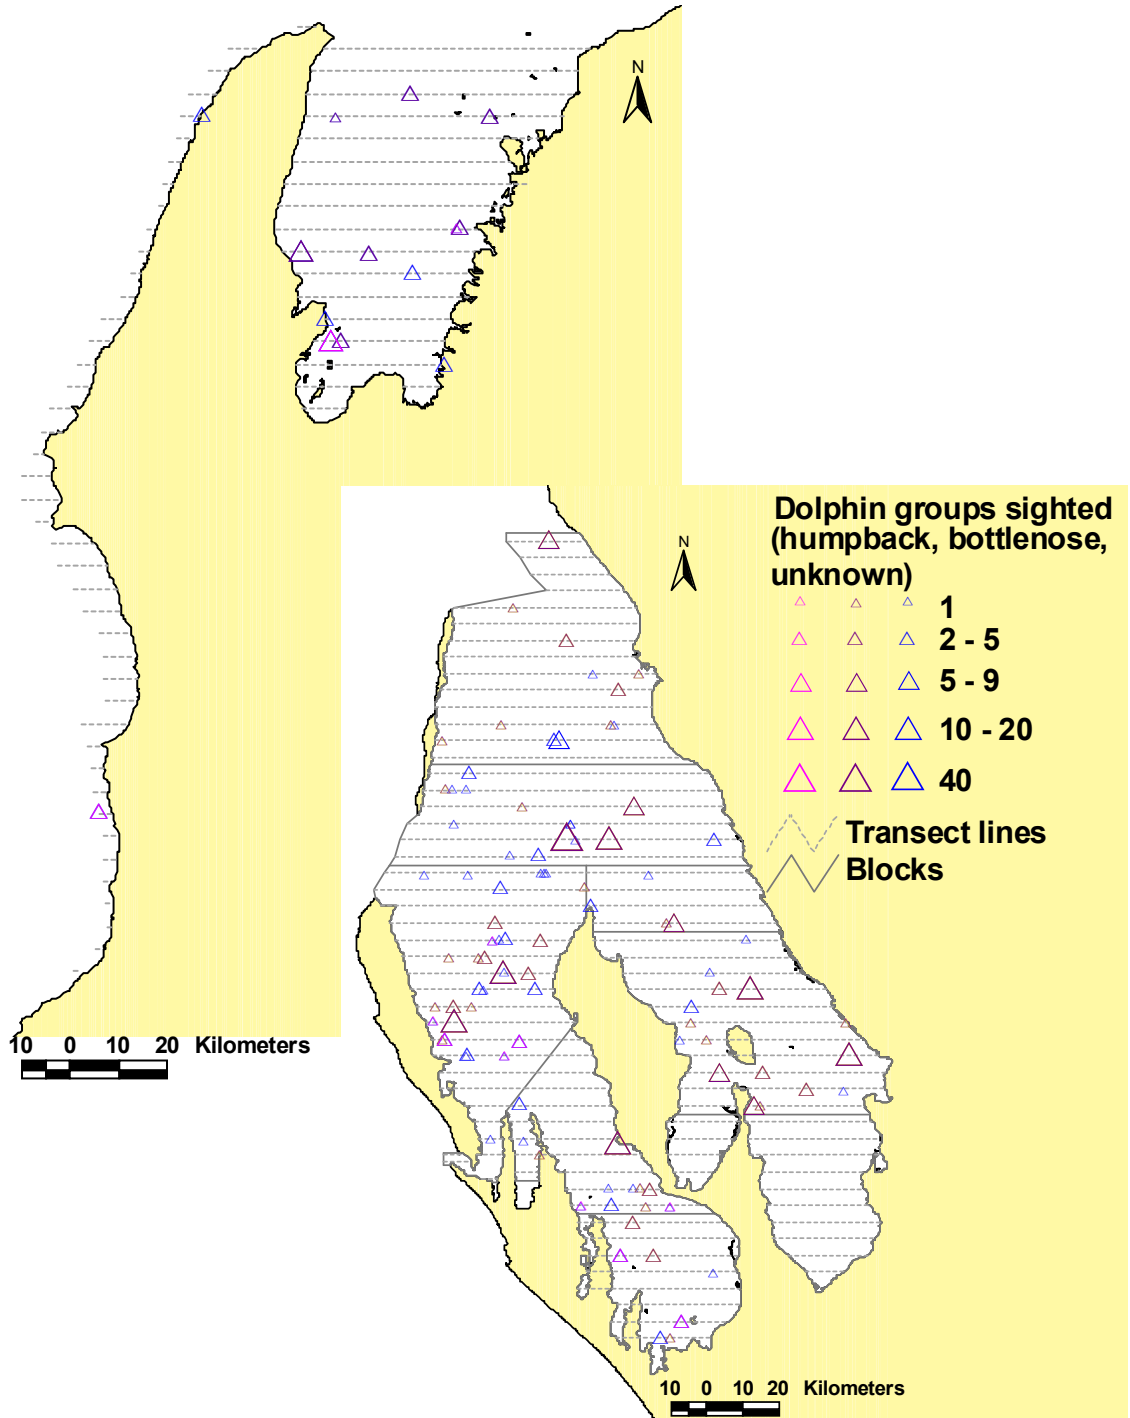 N
Dolphin groups sighted
(humpback, bottlenose,
unknown)
N
1
2 - 5
5 - 9
10 - 20
40
Transect lines
Blocks
10 0 10 20 Kilometers
10 0 10 20 Kilometers